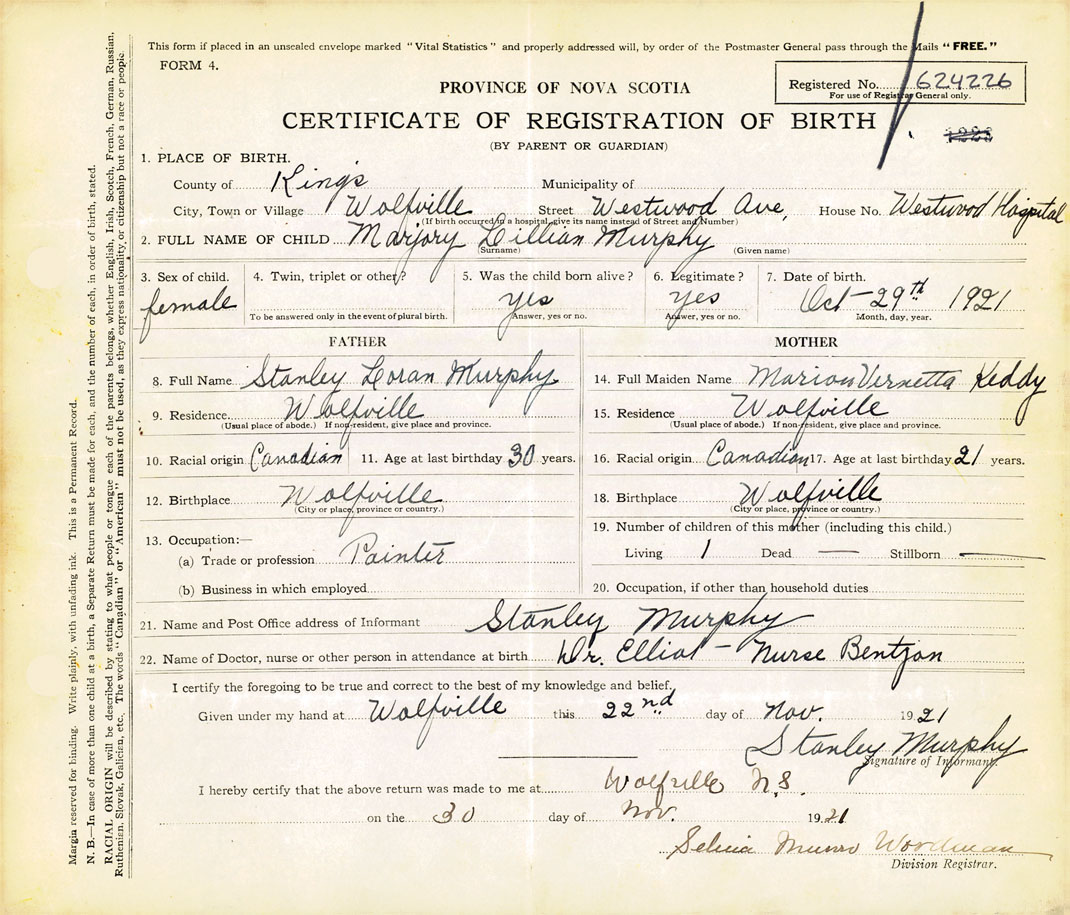 This form if placed in an unsealed envelope marked "Vital Statistics" and properly addressed will, by order of the Postmaster General pass through the Mails "FREE."
FORM 4.
Registered No. 624226
For use of Registrar General only.
PROVINCE OF NOVA SCOTIA
CERTIFICATE OF REGISTRATION OF BIRTH
(BY PARENT OR GUARDIAN)
1. PLACE OF BIRTH.
County of King's Municipality of
City, Town or Village Wolfville Street Westwood Ave, House No. Westwood Hospital
(If birth occurred in a hospital, give its name instead of Street and Number)
2. FULL NAME OF CHILD Marjory Lillian Murphy
(Surname) (Given name)
3. Sex of child. 4. Twin, triplet or other? 5. Was the child born alive? 6. Legitimate? 7. Date of birth.
female yes yes Oct - 29th 1921
To be answered only in the event of plural birth. Answer, yes or no. Answer, yes or no. Month, day, year.
FATHER MOTHER
8. Full Name Stanley Loran Murphy 14. Full Maiden Name Marion Vernetta Keddy
9. Residence Wolfville 15. Residence Wolfville
(Usual place of abode.) If non-resident, give place and province. (Usual place of abode.) If non-resident, give place and province.
10. Racial origin Canadian 11. Age at last birthday 30 years. 16. Racial origin Canadian 17. Age at last birthday 21 years.
12. Birthplace Wolfville 18. Birthplace Wolfville
(City or place, province or country.) (City or place, province or country.)
13. Occupation:— 19. Number of children of this mother (including this child.)
(a) Trade or profession Painter Living 1 Dead — Stillborn —
(b) Business in which employed 20. Occupation, if other than household duties
21. Name and Post Office address of Informant Stanley Murphy
22. Name of Doctor, nurse or other person in attendance at birth Dr. Elliot - Nurse Bentzon
I certify the foregoing to be true and correct to the best of my knowledge and belief.
Given under my hand at Wolfville this 22nd day of Nov. 1921
Stanley Murphy
Signature of Informant.
I hereby certify that the above return was made to me at Wolfville N.S.
on the 30 day of Nov. 1921
Munro
Division Registrar.
Margin reserved for binding. Write plainly, with unfading ink. This is a Permanent Record.
N. B.—In case of more than one child at a birth, a Separate Return must be made for each, and the number of each, in order of birth, stated.
RACIAL ORIGIN will be described by stating to what people or tongue each of the parents belongs, whether English, Irish, Scotch, French, German, Russian,
Ruthenian, Slovak, Galician, etc. The words "Canadian" or "American" must not be used, as they express nationality or citizenship but not a race or people.